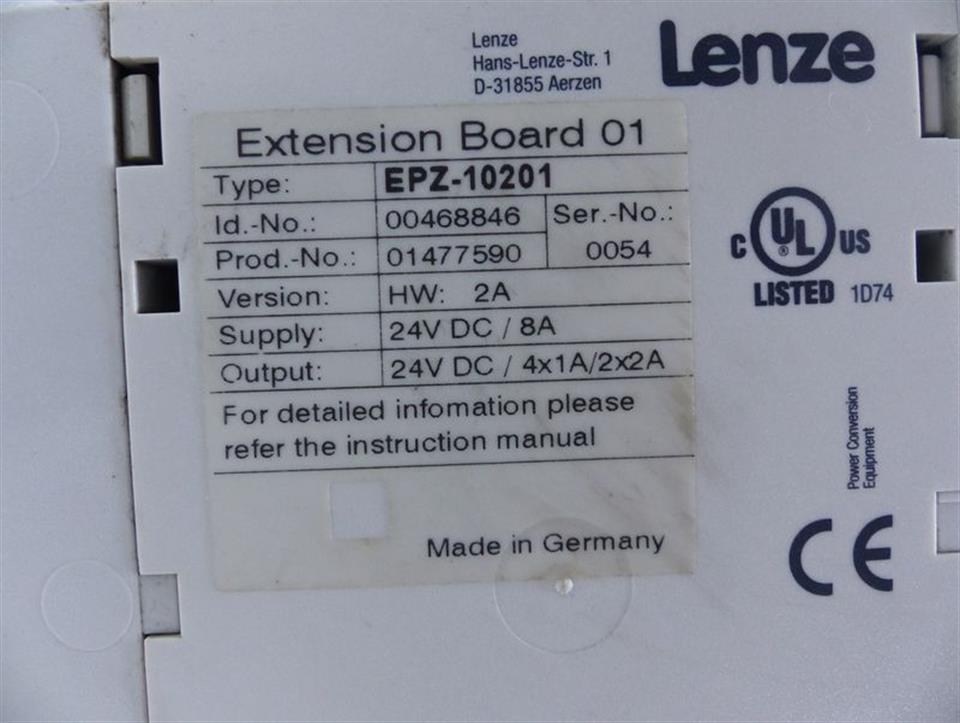 Lenze
Hans-Lenze-Str. 1
D-31855 Aerzen
Lenze
Extension Board 01
Type: EPZ-10201
Id.-No.: 00468846 Ser.-No.:
Prod.-No.: 01477590 0054
Version: HW: 2A
Supply: 24V DC / 8A
Output: 24V DC / 4x1A/2x2A
For detailed infomation please
refer the instruction manual
Made in Germany
C UL ® US
LISTED 1D74
Power Conversion
Equipment
CE